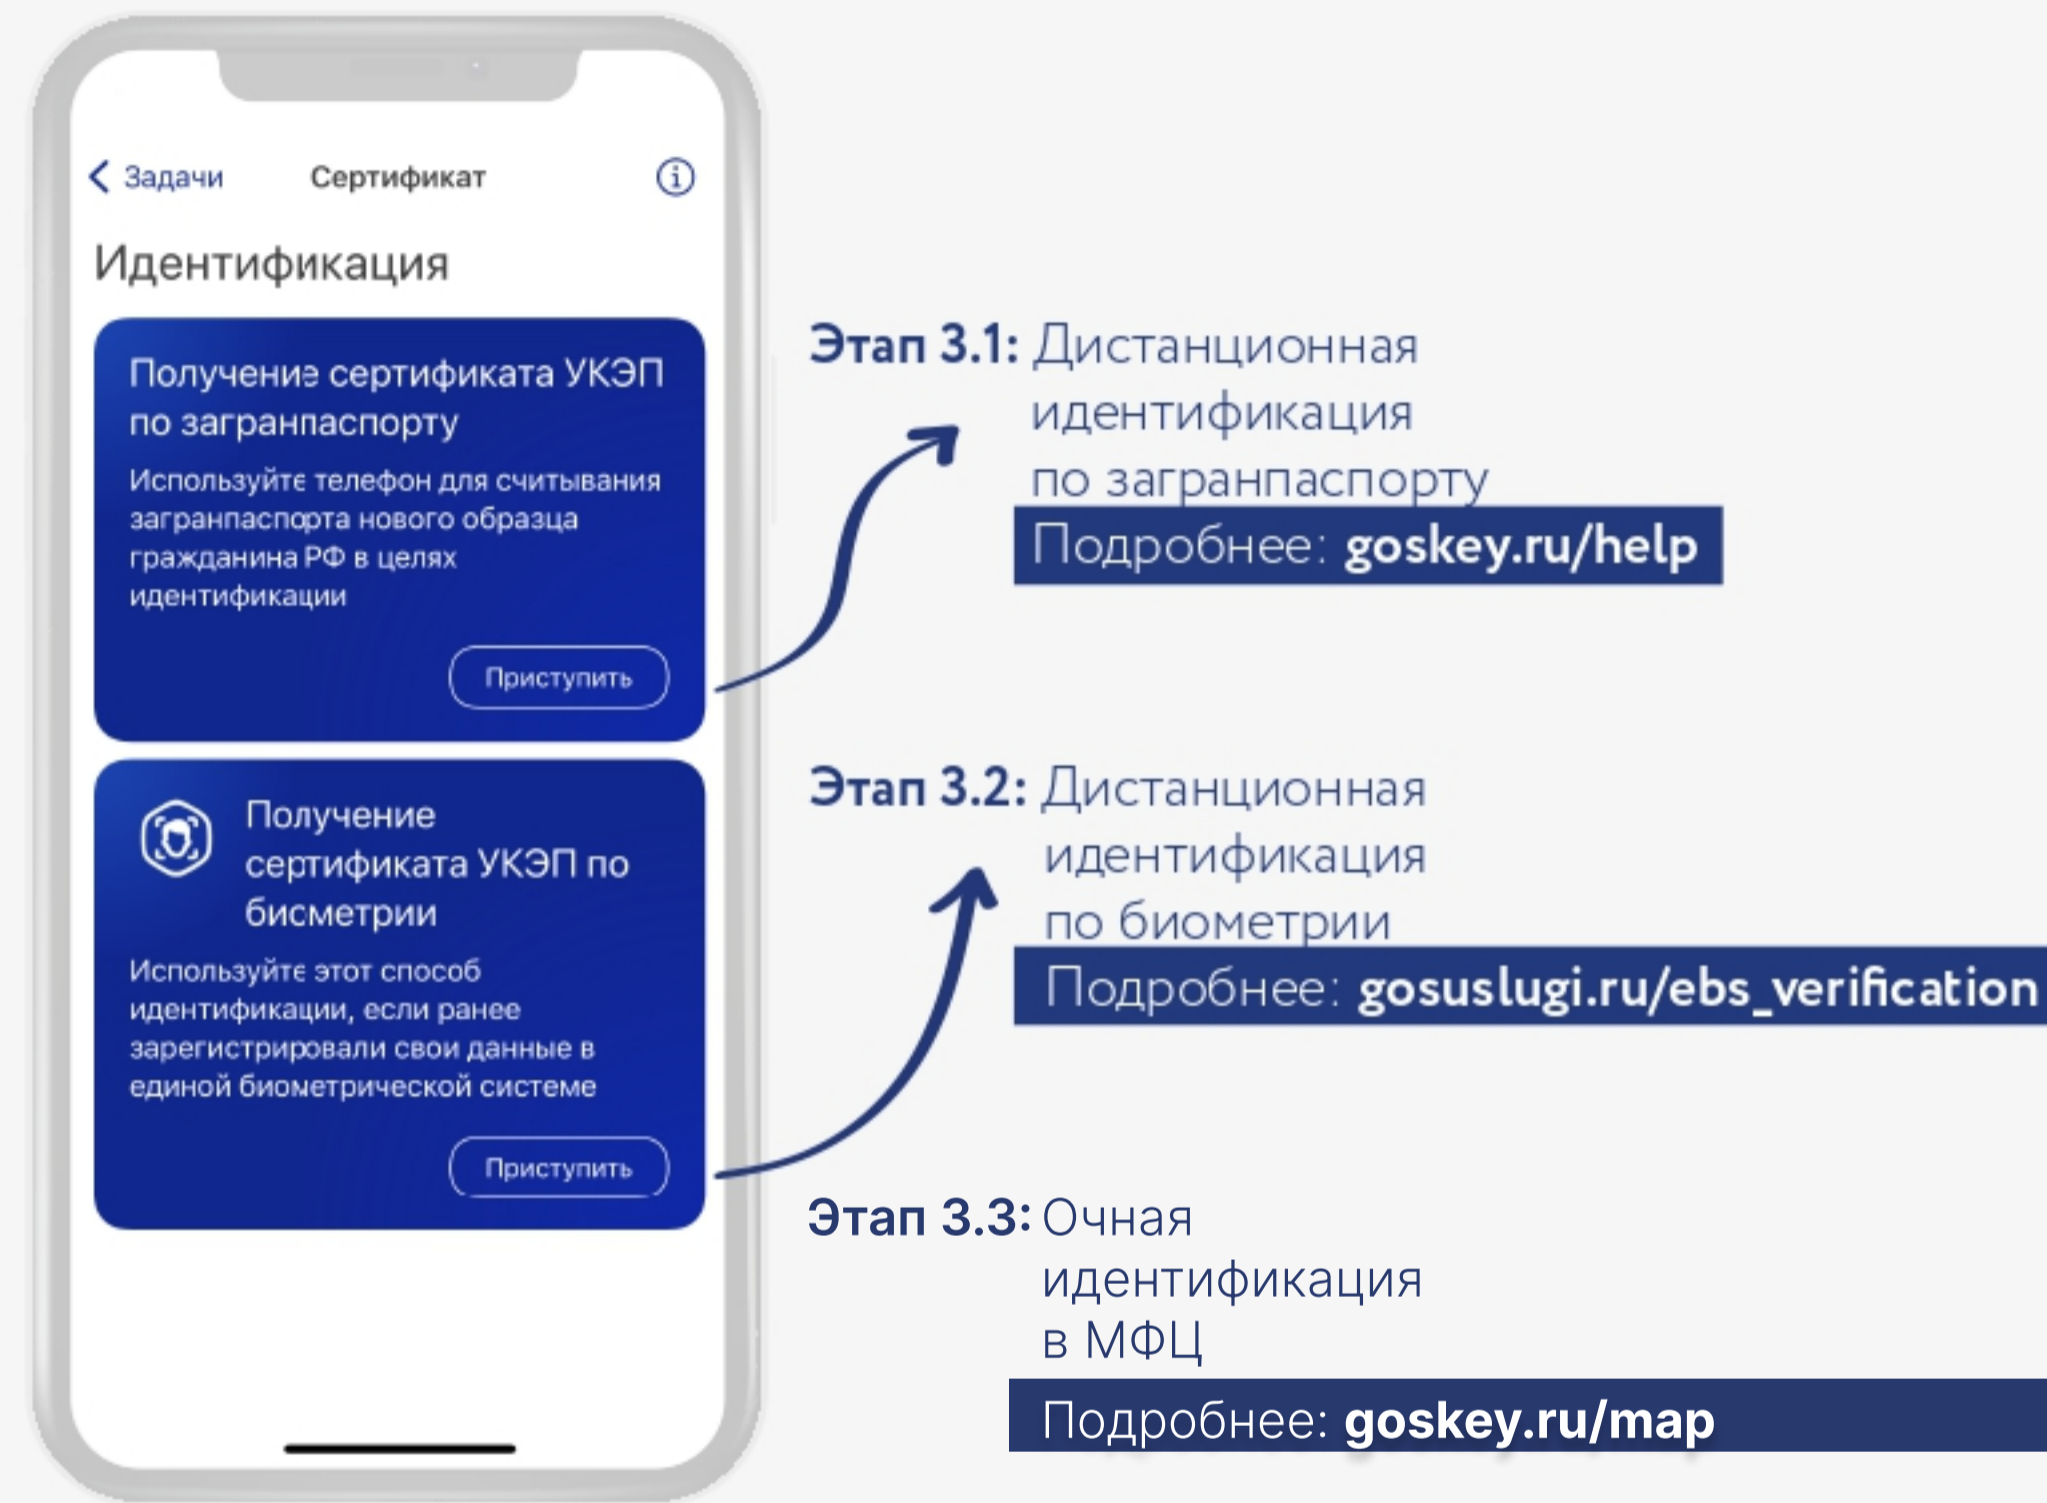 Задачи
Сертификат
Идентификация
Получение сертификата УКЭП
по загранпаспорту
Используйте телефон для считывания
загранпаспорта нового образца
гражданина РФ в целях
идентификации
Приступить
Получение
сертификата УКЭП по
биометрии
Используйте этот способ
идентификации, если ранее
зарегистрировали свои данные в
единой биометрической системе
Приступить
Этап 3.1: Дистанционная
идентификация
по загранпаспорту
Подробнее: goskey.ru/help
Этап 3.2: Дистанционная
идентификация
по биометрии
Подробнее: gosuslugi.ru/ebs_verification
Этап 3.3: Очная
идентификация
в МФЦ
Подробнее: goskey.ru/map